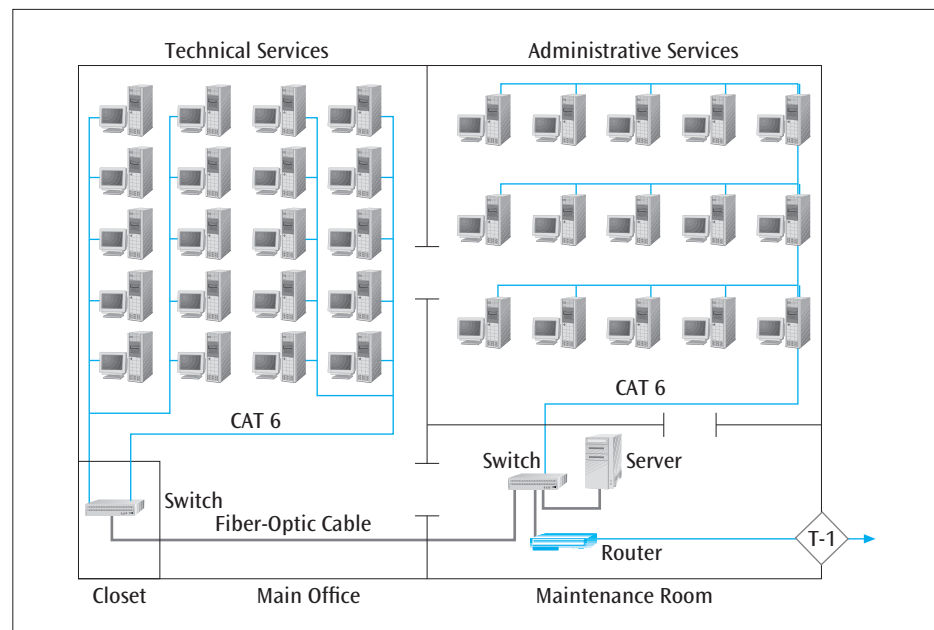 Technical Services
Administrative Services
CAT 6
CAT 6
Switch
Server
Switch
Fiber-Optic Cable
Router
T-1
Closet
Main Office
Maintenance Room